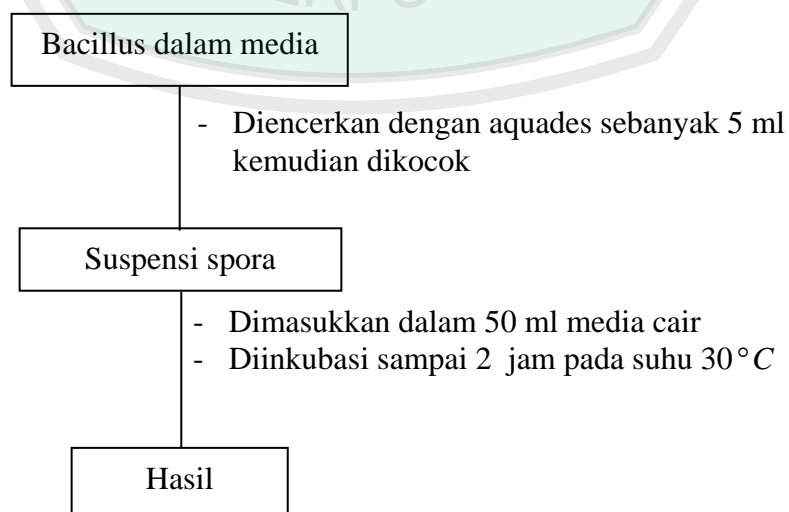 Bacillus dalam media
- Diencerkan dengan aquades sebanyak 5 ml
kemudian dikocok
Suspensi spora
- Dimasukkan dalam 50 ml media cair
- Diinkubasi sampai 2 jam pada suhu 30°C
Hasil